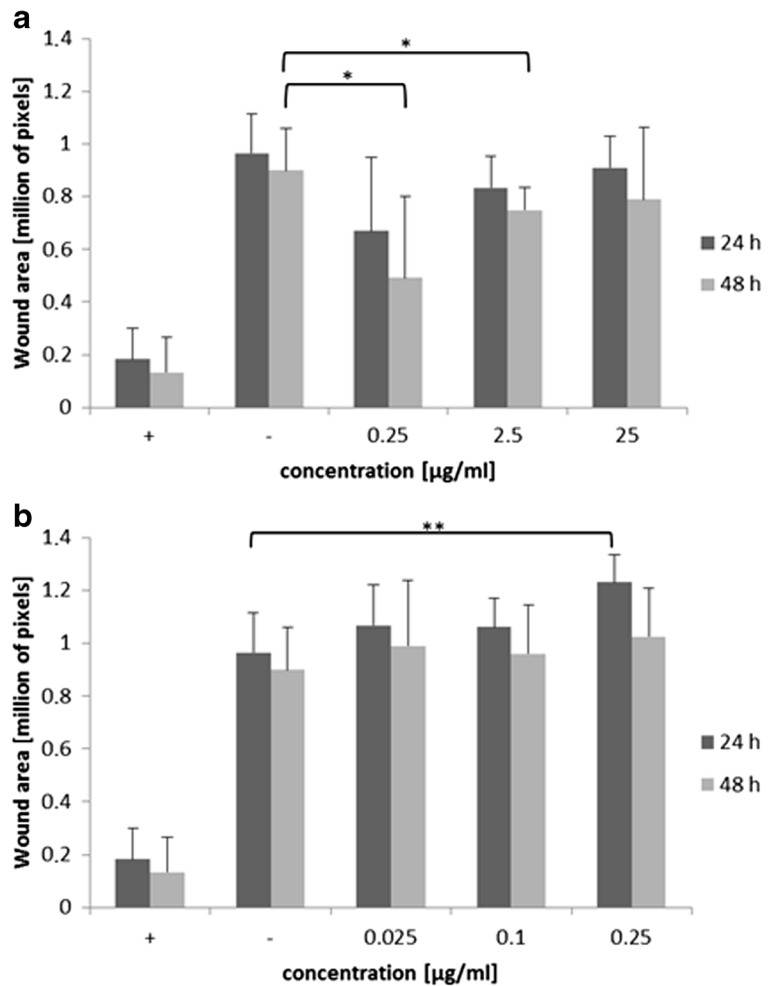 a
Wound area [million of pixels]
1.4
1.2
1
0.8
0.6
0.4
0.2
0
*
*
24 h
48 h
+ - 0.25 2.5 25
concentration [µg/ml]
b
Wound area [million of pixels]
1.4
1.2
1
0.8
0.6
0.4
0.2
0
**
24 h
48 h
+ - 0.025 0.1 0.25
concentration [µg/ml]